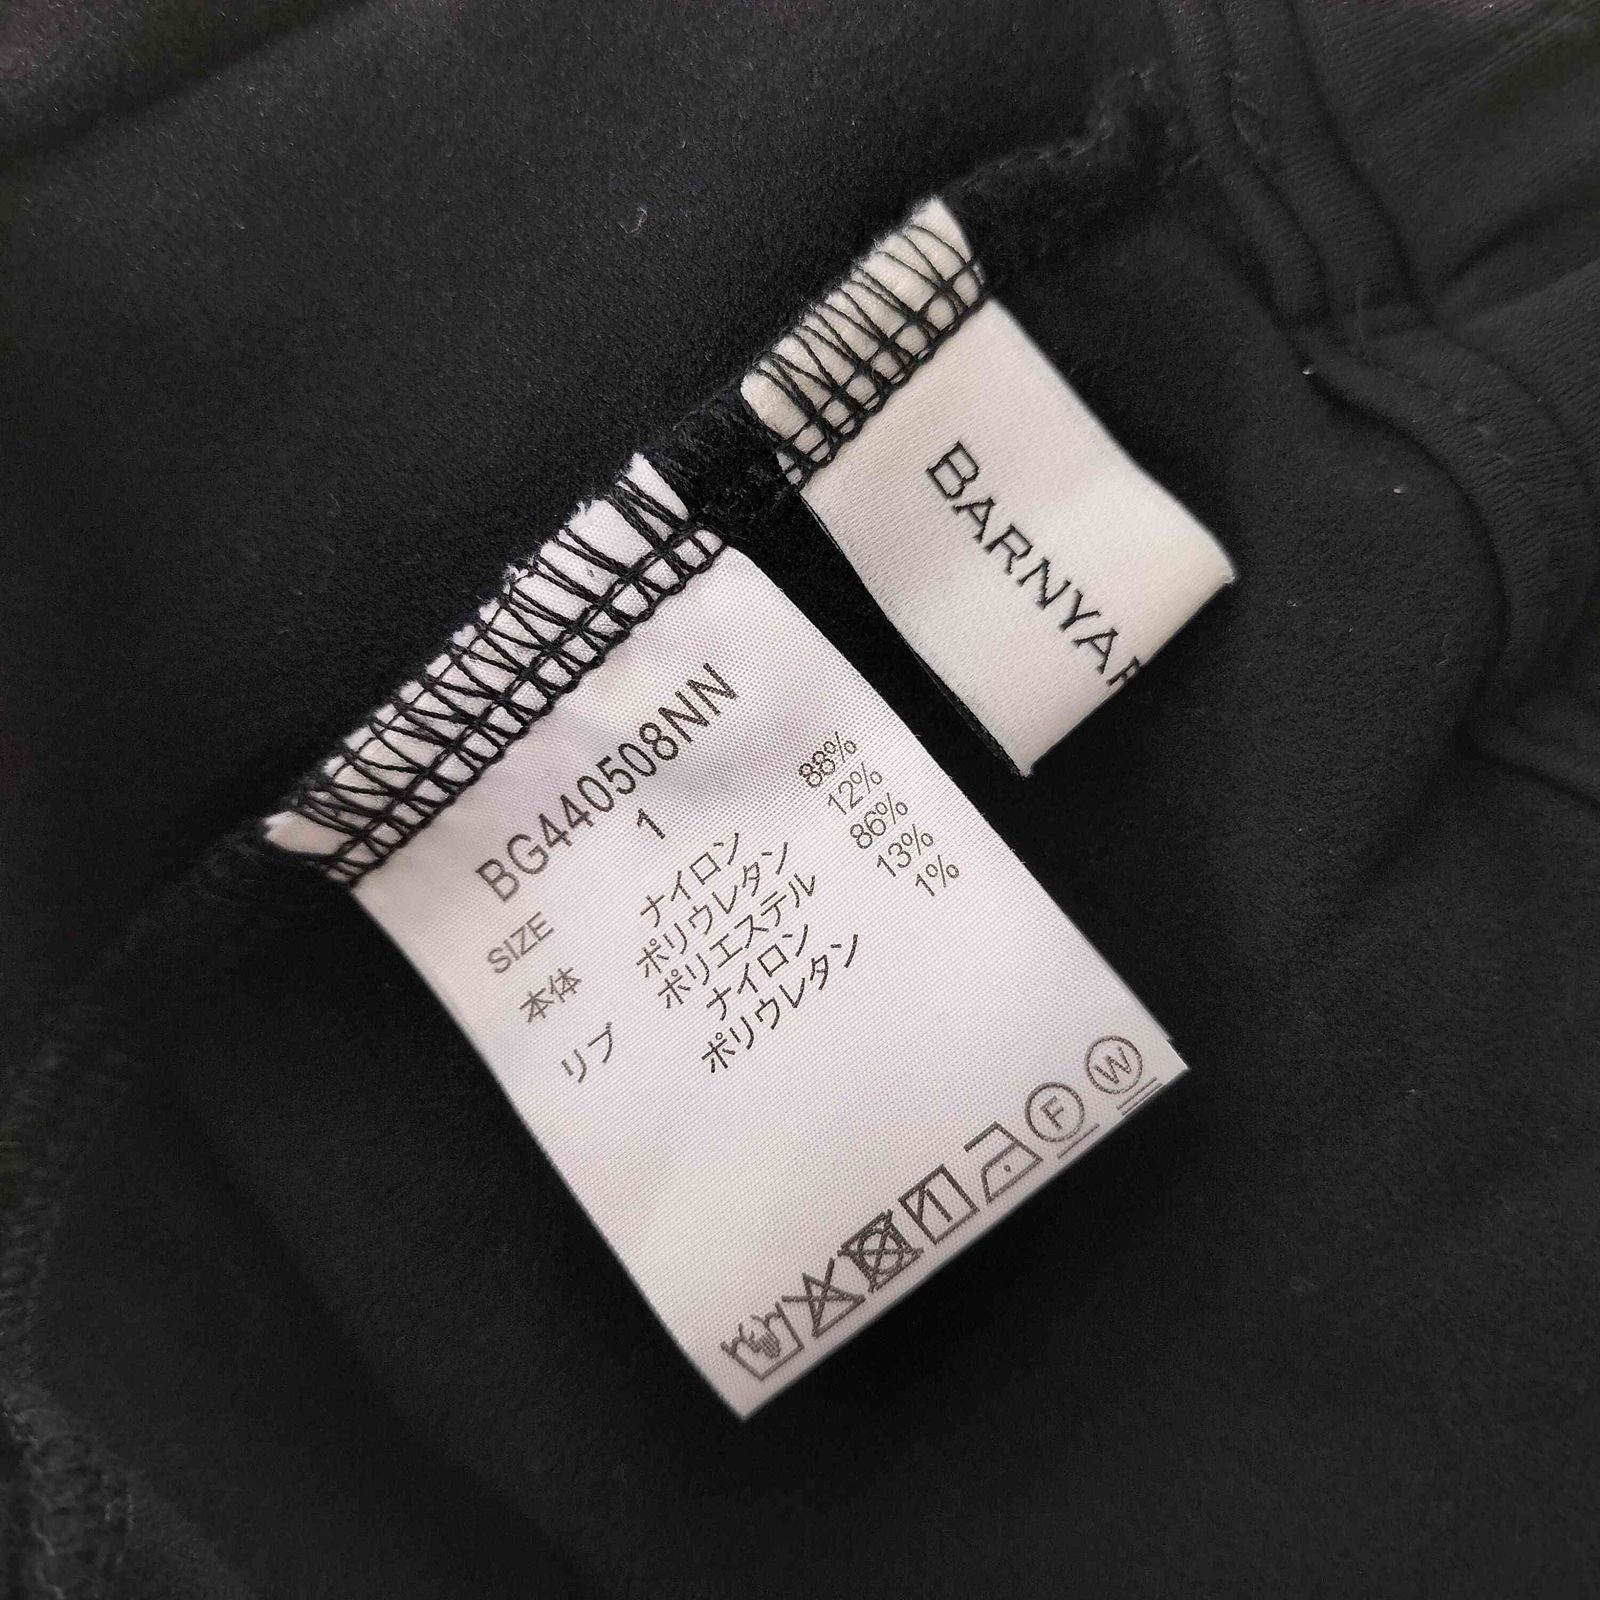 BARNYAR
BG440508NN
SIZE 1
本体 ナイロン 88%
ポリウレタン 12%
リブ ポリエステル 86%
ナイロン 13%
ポリウレタン 1%
F W